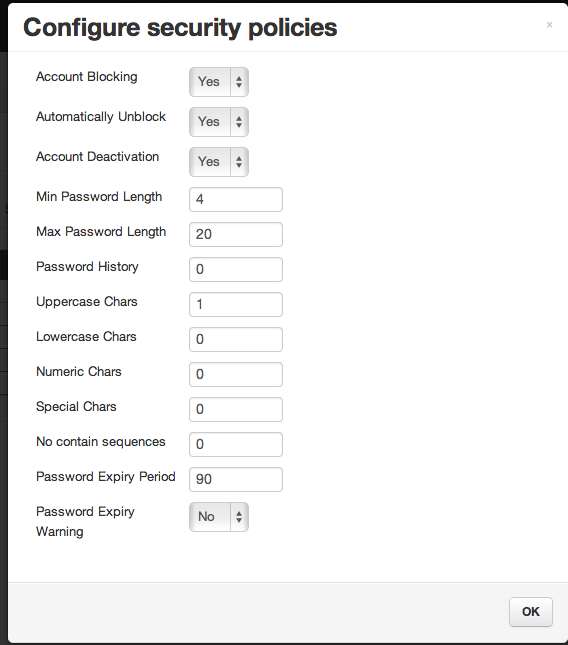 Configure security policies ×
Account Blocking Yes
Automatically Unblock Yes
Account Deactivation Yes
Min Password Length 4
Max Password Length 20
Password History 0
Uppercase Chars 1
Lowercase Chars 0
Numeric Chars 0
Special Chars 0
No contain sequences 0
Password Expiry Period 90
Password Expiry No
Warning
OK